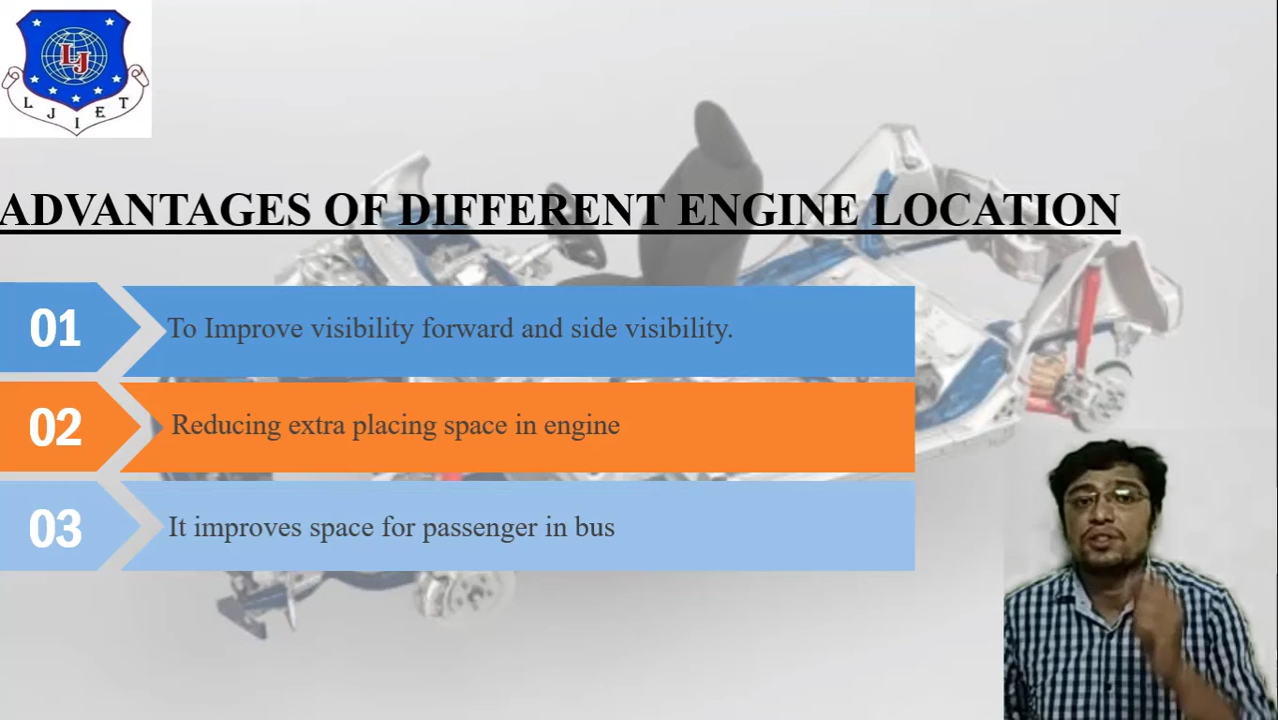 LJ
L J I E T
ADVANTAGES OF DIFFERENT ENGINE LOCATION
01 To Improve visibility forward and side visibility.
02 Reducing extra placing space in engine
03 It improves space for passenger in bus